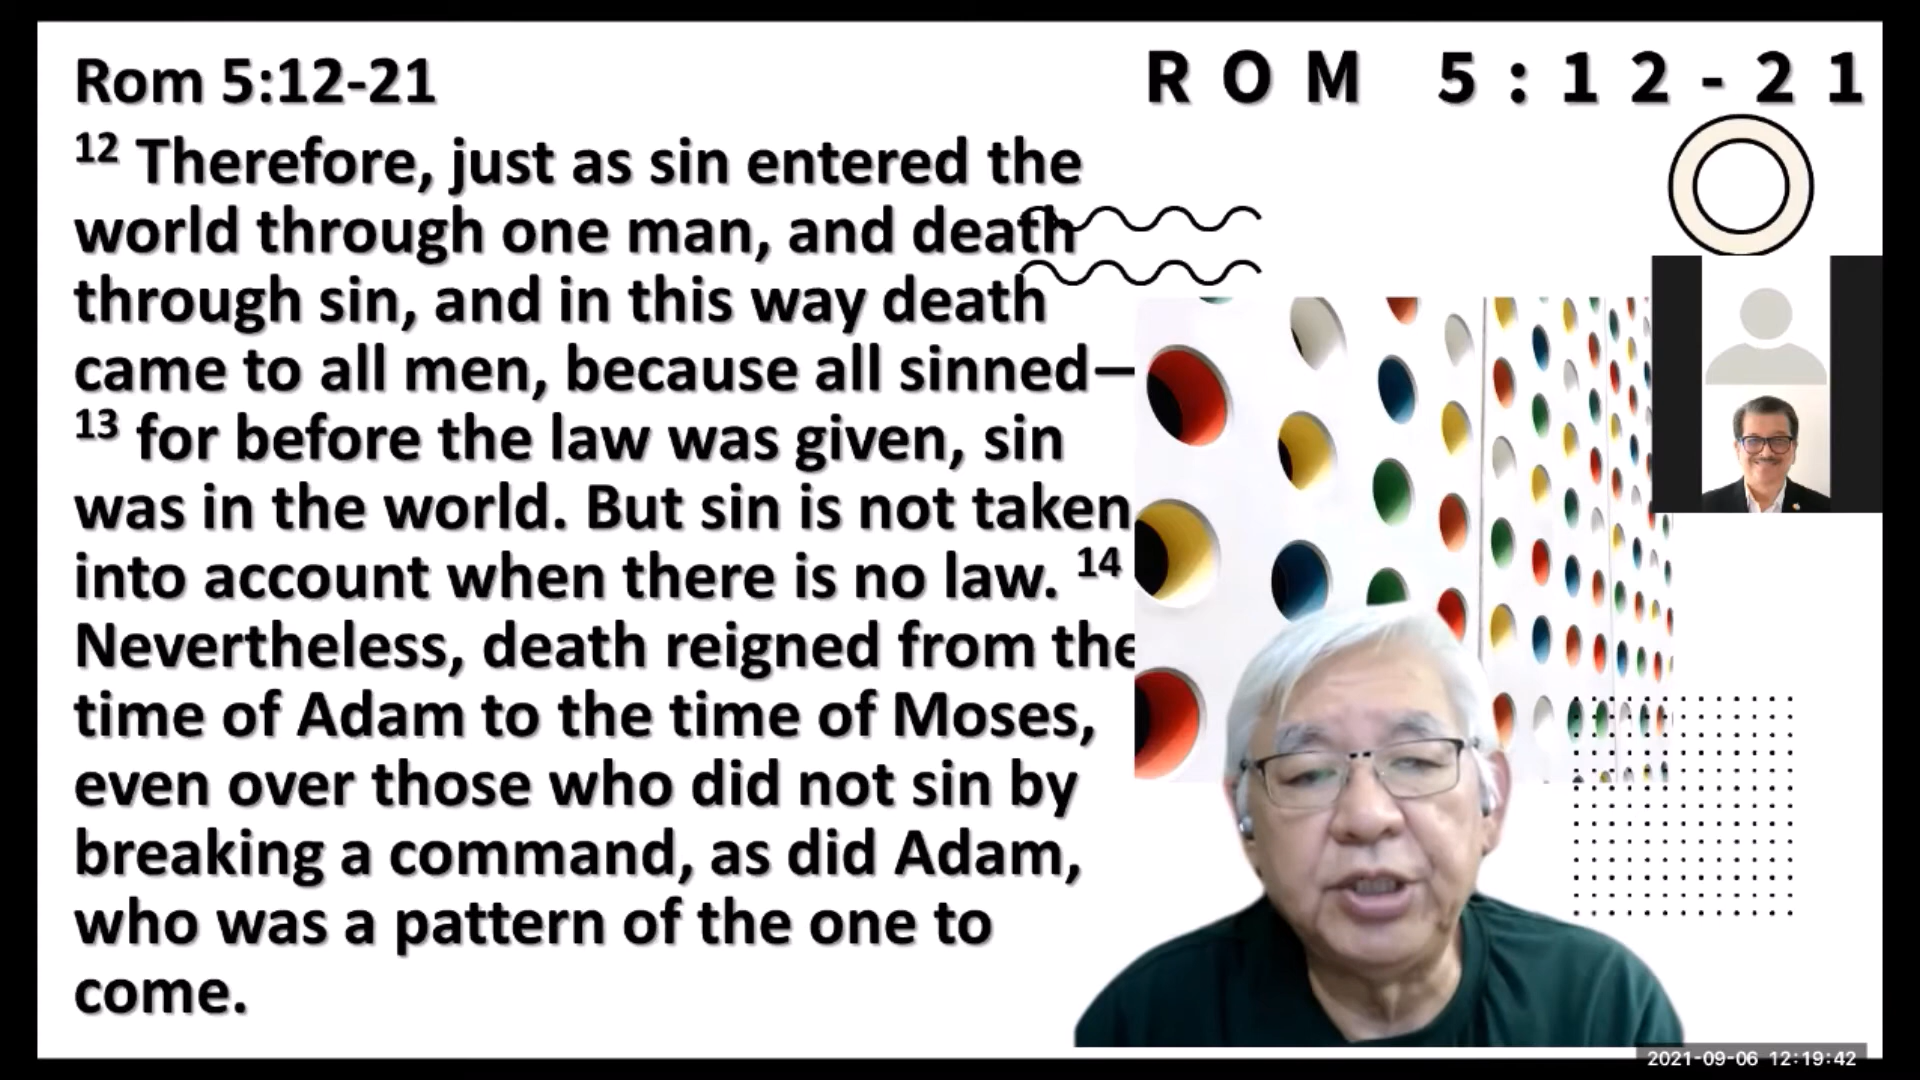 Rom 5:12-21
ROM 5:12-21
12 Therefore, just as sin entered the
world through one man, and death
through sin, and in this way death
came to all men, because all sinned—
13 for before the law was given, sin
was in the world. But sin is not taken
into account when there is no law. 14
Nevertheless, death reigned from the
time of Adam to the time of Moses,
even over those who did not sin by
breaking a command, as did Adam,
who was a pattern of the one to
come.
2021-09-06 12:19:42